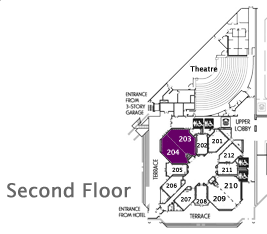 Theatre
ENTRANCE
FROM
3-STORY
GARAGE
UPPER
LOBBY
203
202
201
204
212
TERRACE
205
211
206
210
207
208
209
Second Floor
ENTRANCE
FROM HOTEL
TERRACE